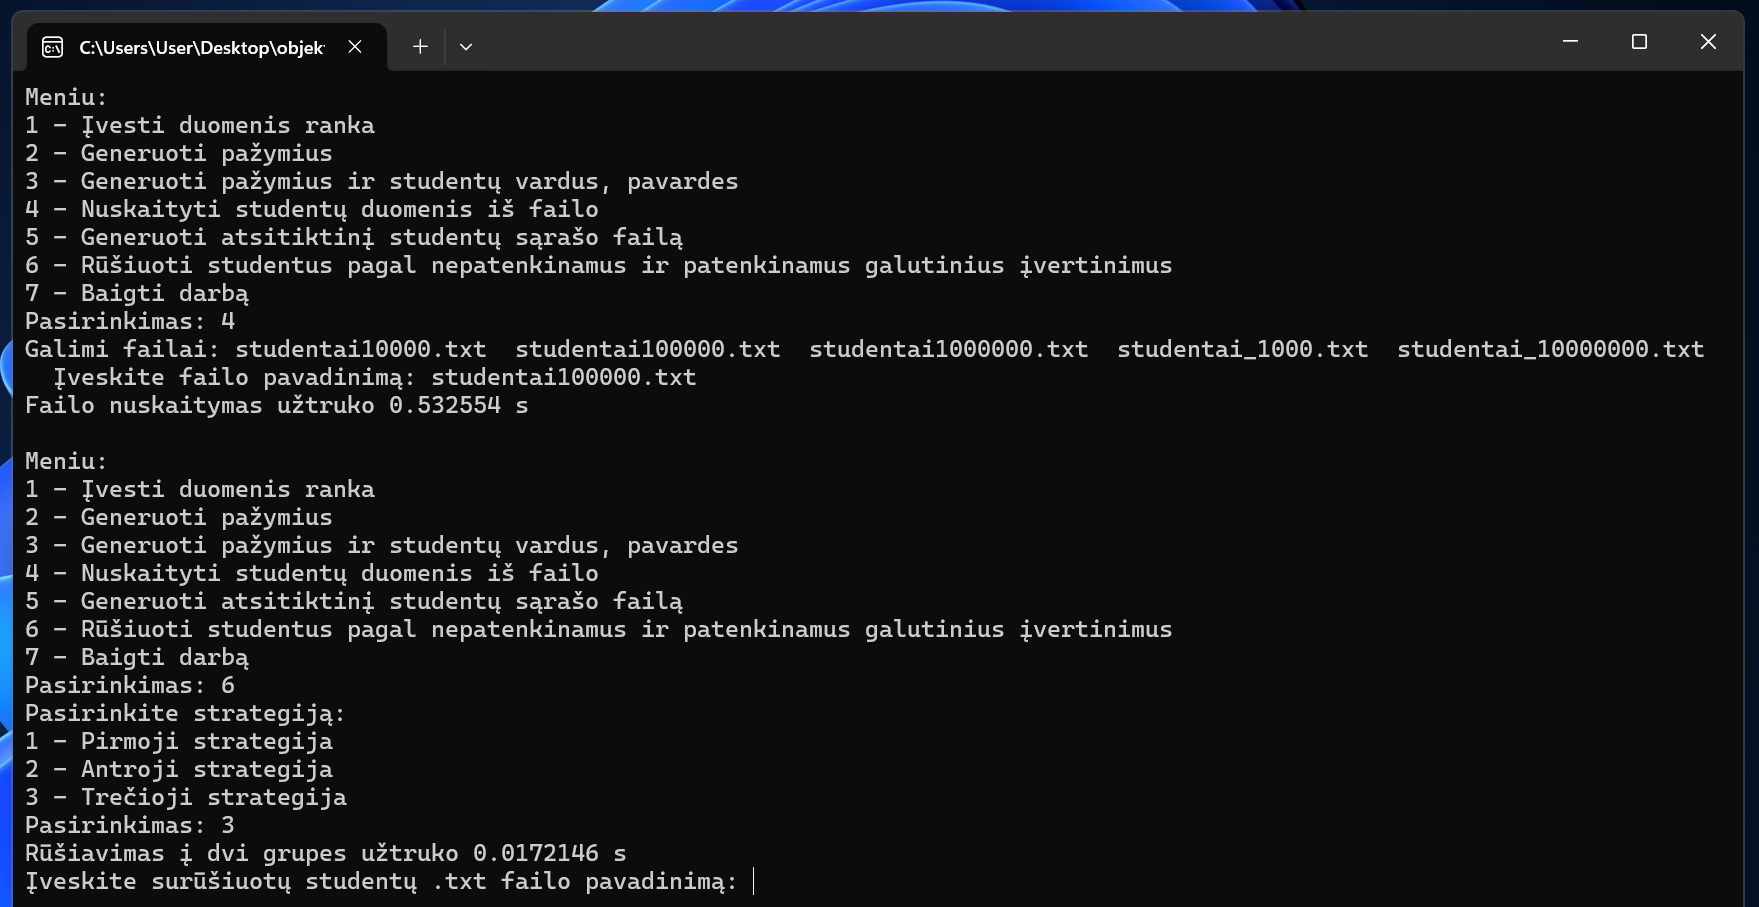 C:\Users\User\Desktop\objek
Meniu:
1 - Įvesti duomenis ranka
2 - Generuoti pažymius
3 - Generuoti pažymius ir studentų vardus, pavardes
4 - Nuskaityti studentų duomenis iš failo
5 - Generuoti atsitiktinį studentų sąrašo failą
6 - Rūšiuoti studentus pagal nepatenkinamus ir patenkinamus galutinius įvertinimus
7 - Baigti darbą
Pasirinkimas: 4
Galimi failai: studentai10000.txt  studentai100000.txt  studentai1000000.txt  studentai_1000.txt  studentai_10000000.txt
  Įveskite failo pavadinimą: studentai100000.txt
Failo nuskaitymas užtruko 0.532554 s
Meniu:
1 - Įvesti duomenis ranka
2 - Generuoti pažymius
3 - Generuoti pažymius ir studentų vardus, pavardes
4 - Nuskaityti studentų duomenis iš failo
5 - Generuoti atsitiktinį studentų sąrašo failą
6 - Rūšiuoti studentus pagal nepatenkinamus ir patenkinamus galutinius įvertinimus
7 - Baigti darbą
Pasirinkimas: 6
Pasirinkite strategiją:
1 - Pirmoji strategija
2 - Antroji strategija
3 - Trečioji strategija
Pasirinkimas: 3
Rūšiavimas į dvi grupes užtruko 0.0172146 s
Įveskite surūšiuotų studentų .txt failo pavadinimą: